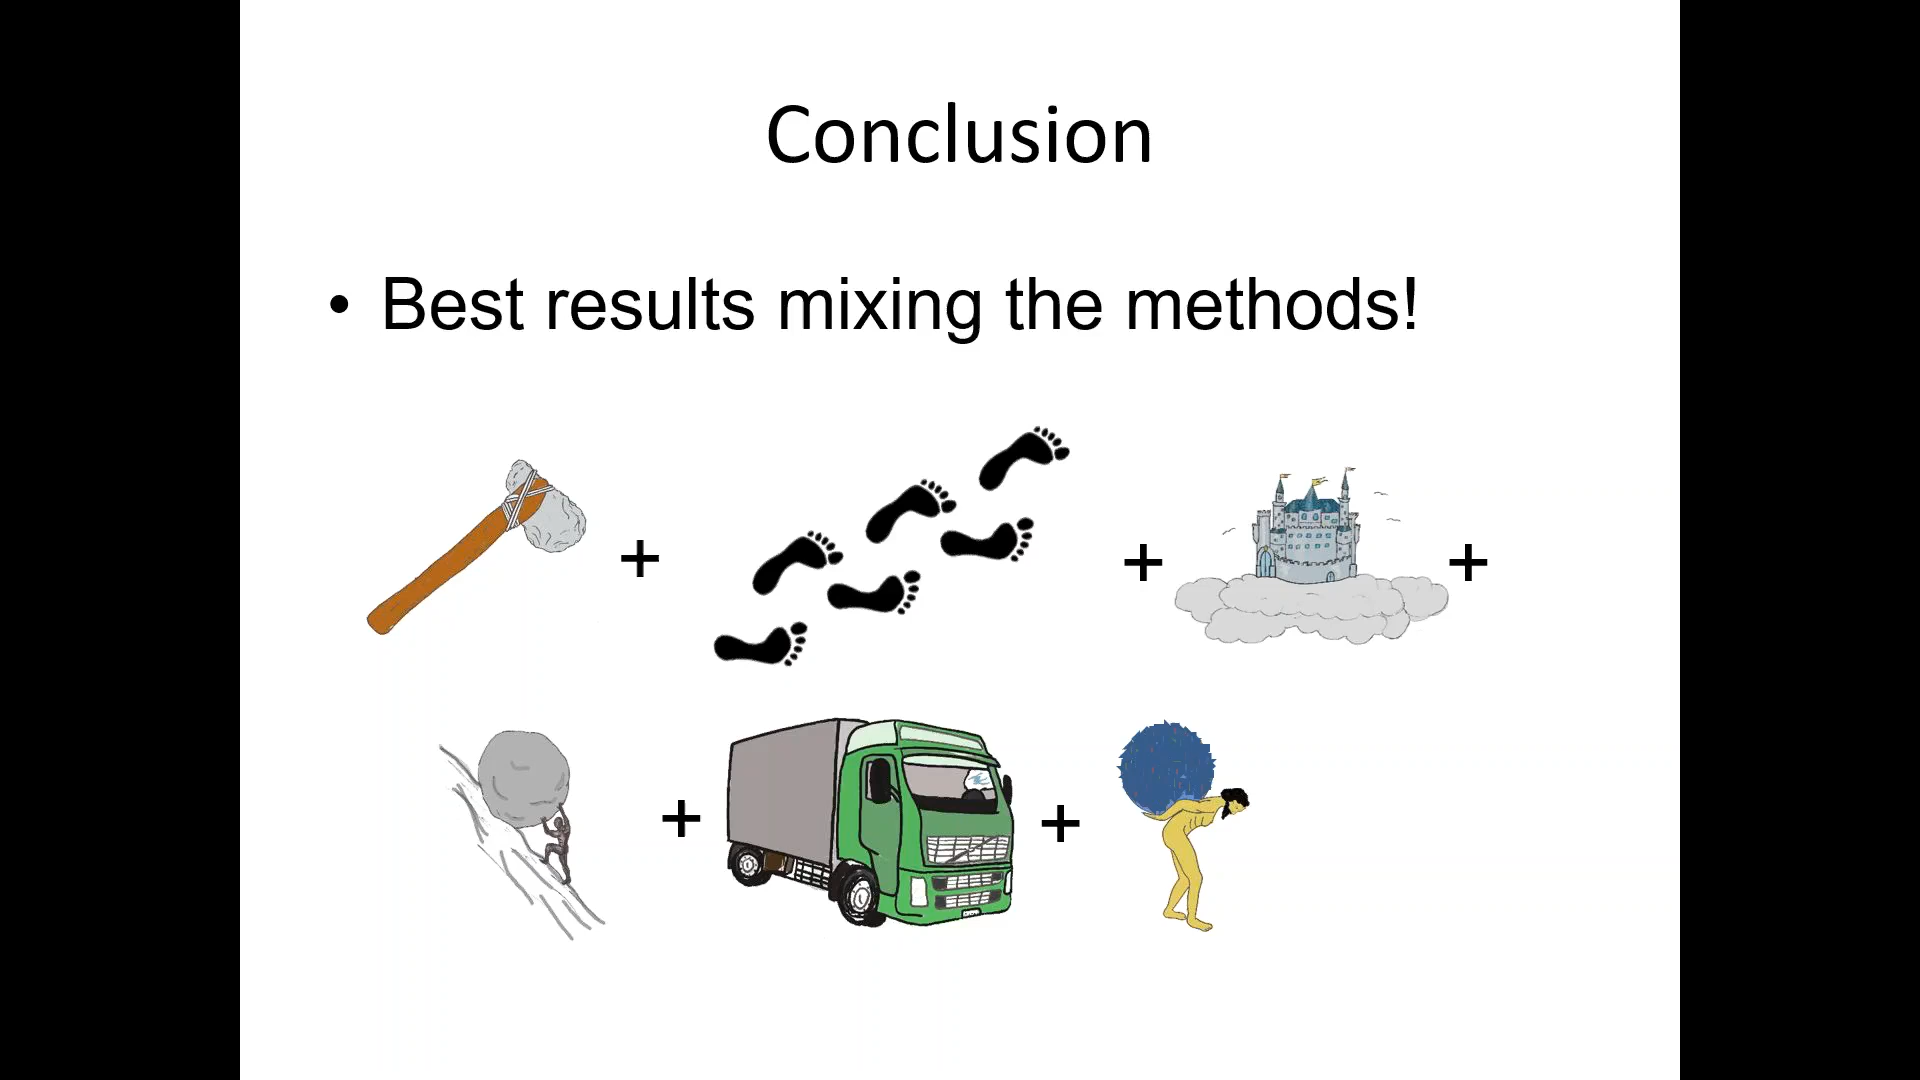 Conclusion
• Best results mixing the methods!
+ + +
+ +